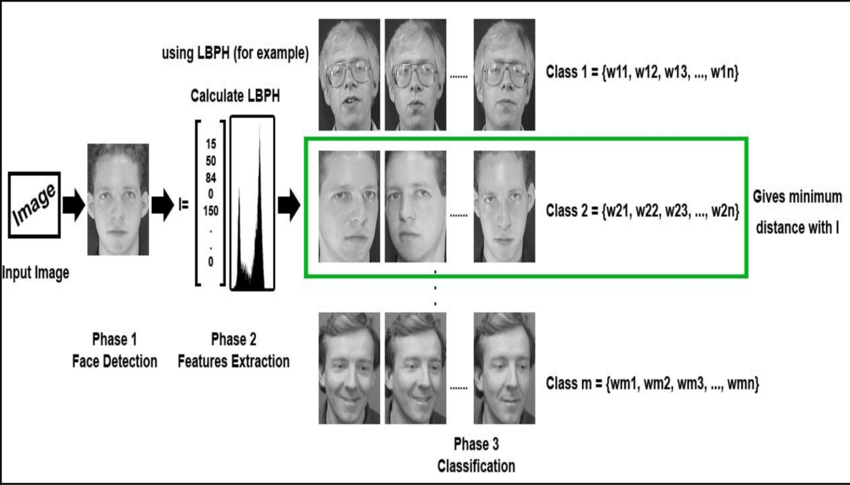 using LBPH (for example)
Calculate LBPH
Image
Input Image
I=
15
50
84
0
150
.
.
0
.......
Class 1 = {w11, w12, w13, ..., w1n}
.......
Class 2 = {w21, w22, w23, ..., w2n}
Gives minimum
distance with I
.......
Class m = {wm1, wm2, wm3, ..., wmn}
Phase 1
Face Detection
Phase 2
Features Extraction
Phase 3
Classification